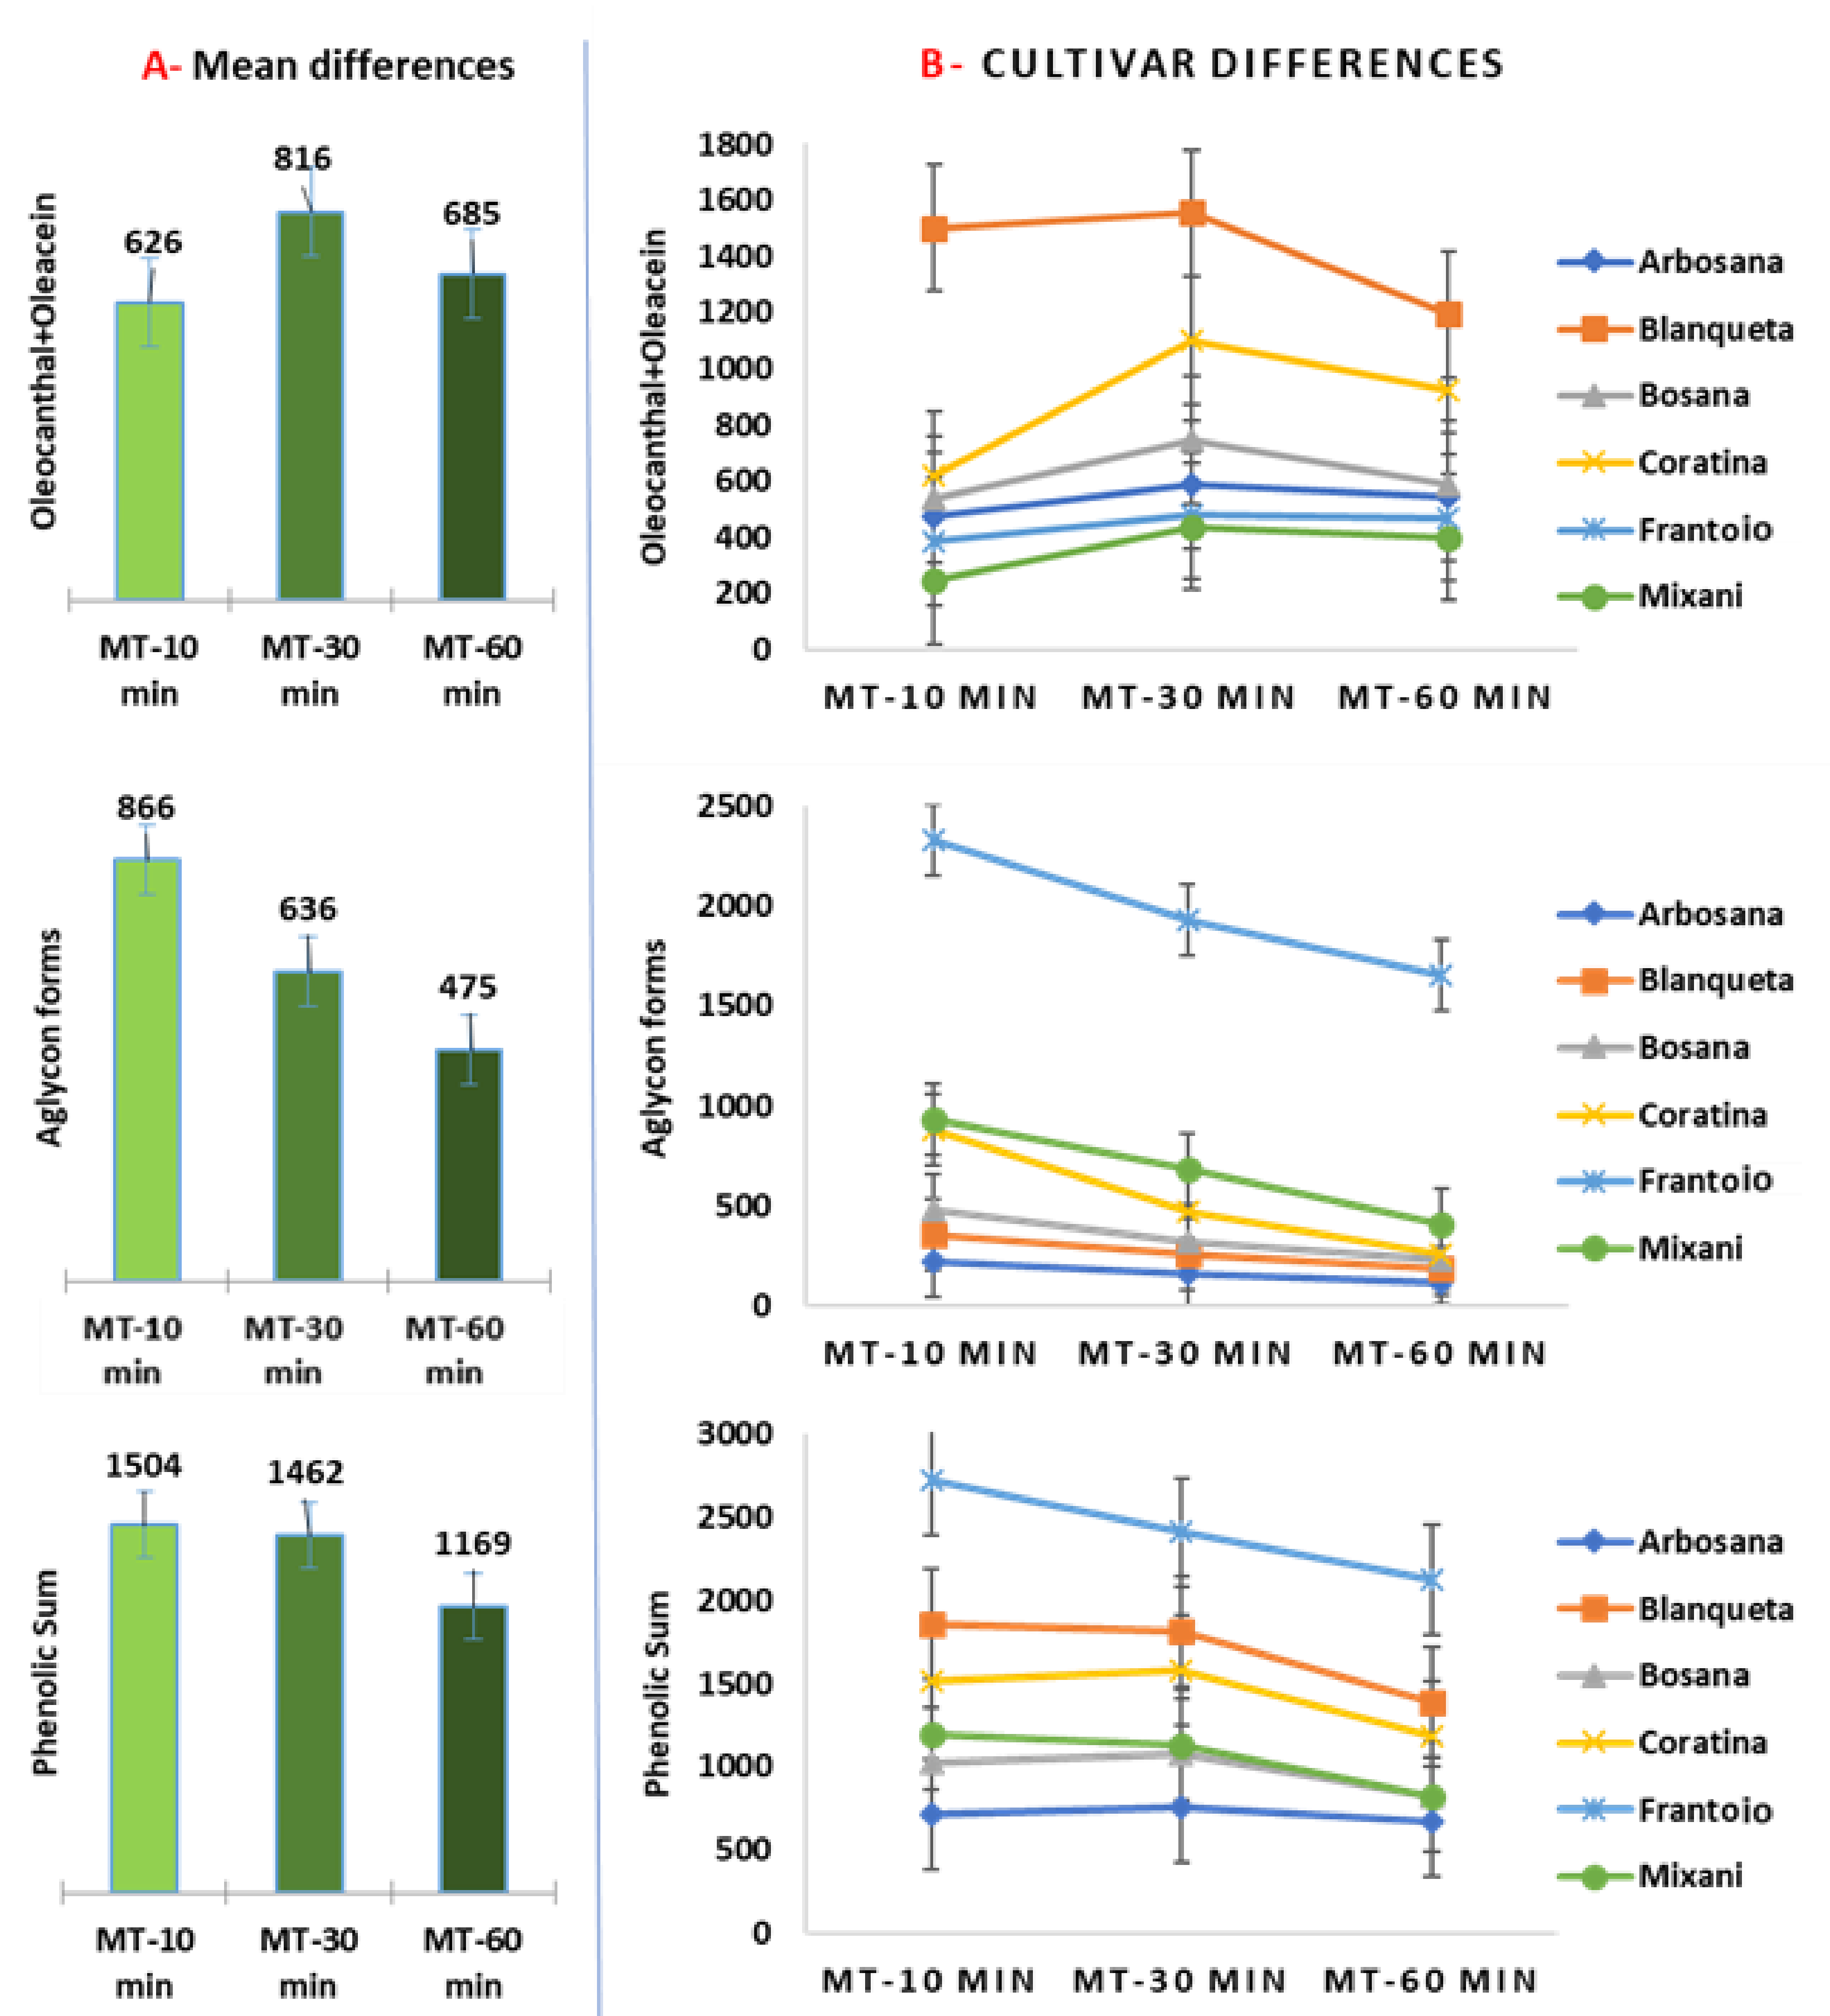 A- Mean differences
816
626
685
Oleocanthal+Oleacein
MT-10 min
MT-30 min
MT-60 min
866
636
475
Aglycon forms
MT-10 min
MT-30 min
MT-60 min
1504
1462
1169
Phenolic Sum
MT-10 min
MT-30 min
MT-60 min
B- CULTIVAR DIFFERENCES
Oleocanthal+Oleacein
1800
1600
1400
1200
1000
800
600
400
200
0
MT-10 MIN
MT-30 MIN
MT-60 MIN
Arbosana
Blanqueta
Bosana
Coratina
Frantoio
Mixani
Aglycon forms
2500
2000
1500
1000
500
0
MT-10 MIN
MT-30 MIN
MT-60 MIN
Arbosana
Blanqueta
Bosana
Coratina
Frantoio
Mixani
Phenolic Sum
3000
2500
2000
1500
1000
500
0
MT-10 MIN
MT-30 MIN
MT-60 MIN
Arbosana
Blanqueta
Bosana
Coratina
Frantoio
Mixani